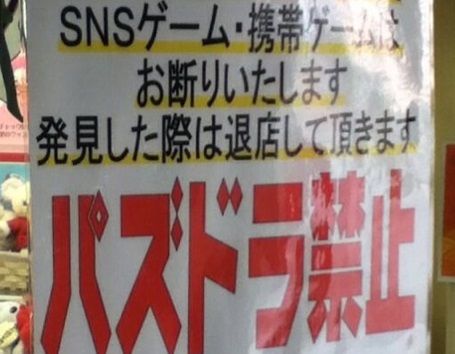 SNSゲーム・携帯ゲームは
お断りいたします
発見した際は退店して頂きます
パズドラ禁止